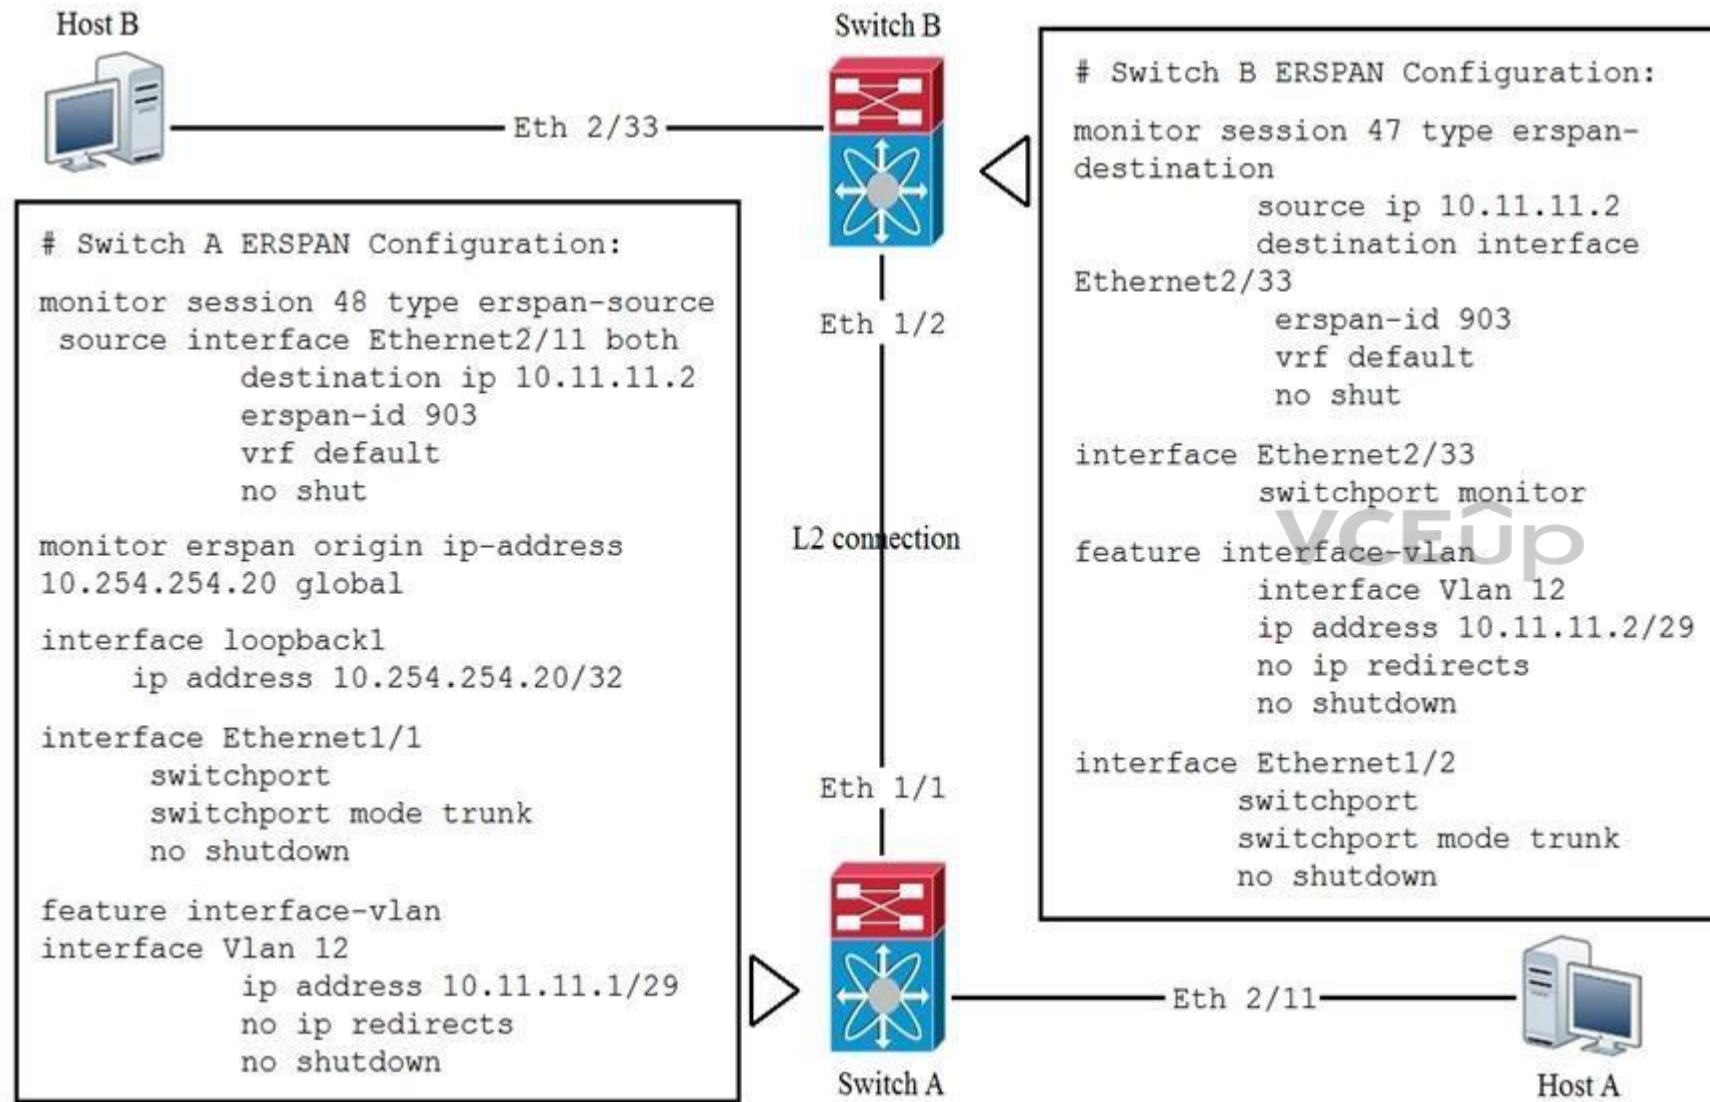 Host B
Switch B
Eth 2/33
# Switch B ERSPAN Configuration:
monitor session 47 type erspan-
destination
source ip 10.11.11.2
destination interface
Ethernet2/33
erspan-id 903
vrf default
no shut
interface Ethernet2/33
switchport monitor
feature interface-vlan
interface Vlan 12
ip address 10.11.11.2/29
no ip redirects
no shutdown
interface Ethernet1/2
switchport
switchport mode trunk
no shutdown
# Switch A ERSPAN Configuration:
monitor session 48 type erspan-source
source interface Ethernet2/11 both
destination ip 10.11.11.2
erspan-id 903
vrf default
no shut
monitor erspan origin ip-address
10.254.254.20 global
interface loopback1
ip address 10.254.254.20/32
interface Ethernet1/1
switchport
switchport mode trunk
no shutdown
feature interface-vlan
interface Vlan 12
ip address 10.11.11.1/29
no ip redirects
no shutdown
Eth 1/2
L2 connection
Eth 1/1
Eth 2/11
Switch A
Host A
VCEûp